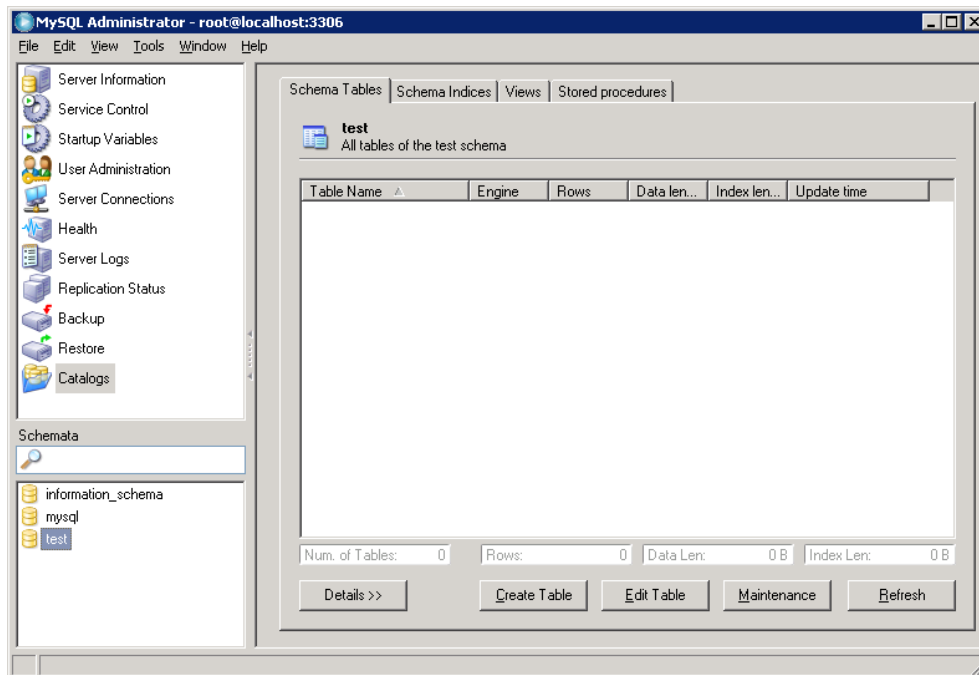 MySQL Administrator - root@localhost:3306
File Edit View Tools Window Help
Server Information
Service Control
Startup Variables
User Administration
Server Connections
Health
Server Logs
Replication Status
Backup
Restore
Catalogs
Schemata
information_schema
mysql
test
Schema Tables Schema Indices Views Stored procedures
test
All tables of the test schema
Table Name Engine Rows Data len... Index len... Update time
Num. of Tables: 0 Rows: 0 Data Len: 0 B Index Len: 0 B
Details >> Create Table Edit Table Maintenance Refresh